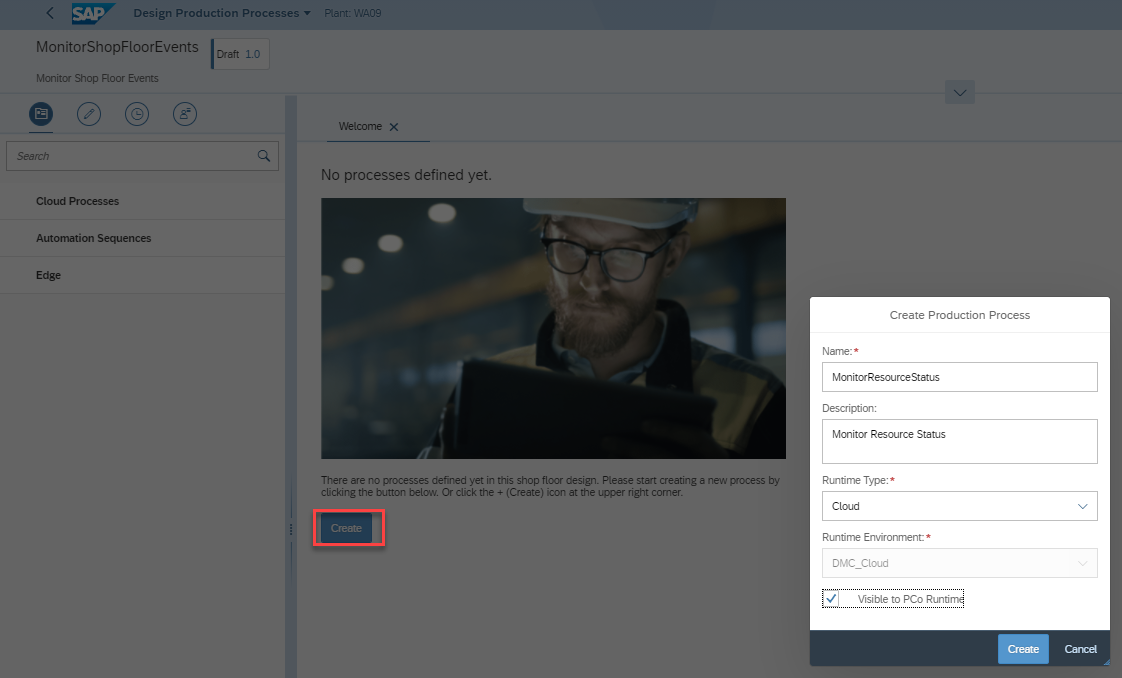 SAP Design Production Processes Plant: WA09
MonitorShopFloorEvents
Draft 1.0
Monitor Shop Floor Events
Search
Cloud Processes
Automation Sequences
Edge
Welcome
No processes defined yet.
There are no processes defined yet in this shop floor design. Please start creating a new process by
clicking the button below. Or click the + (Create) icon at the upper right corner.
Create
Create Production Process
Name:*
MonitorResourceStatus
Description:
Monitor Resource Status
Runtime Type:*
Cloud
Runtime Environment:*
DMC_Cloud
Visible to PCo Runtime
Create Cancel